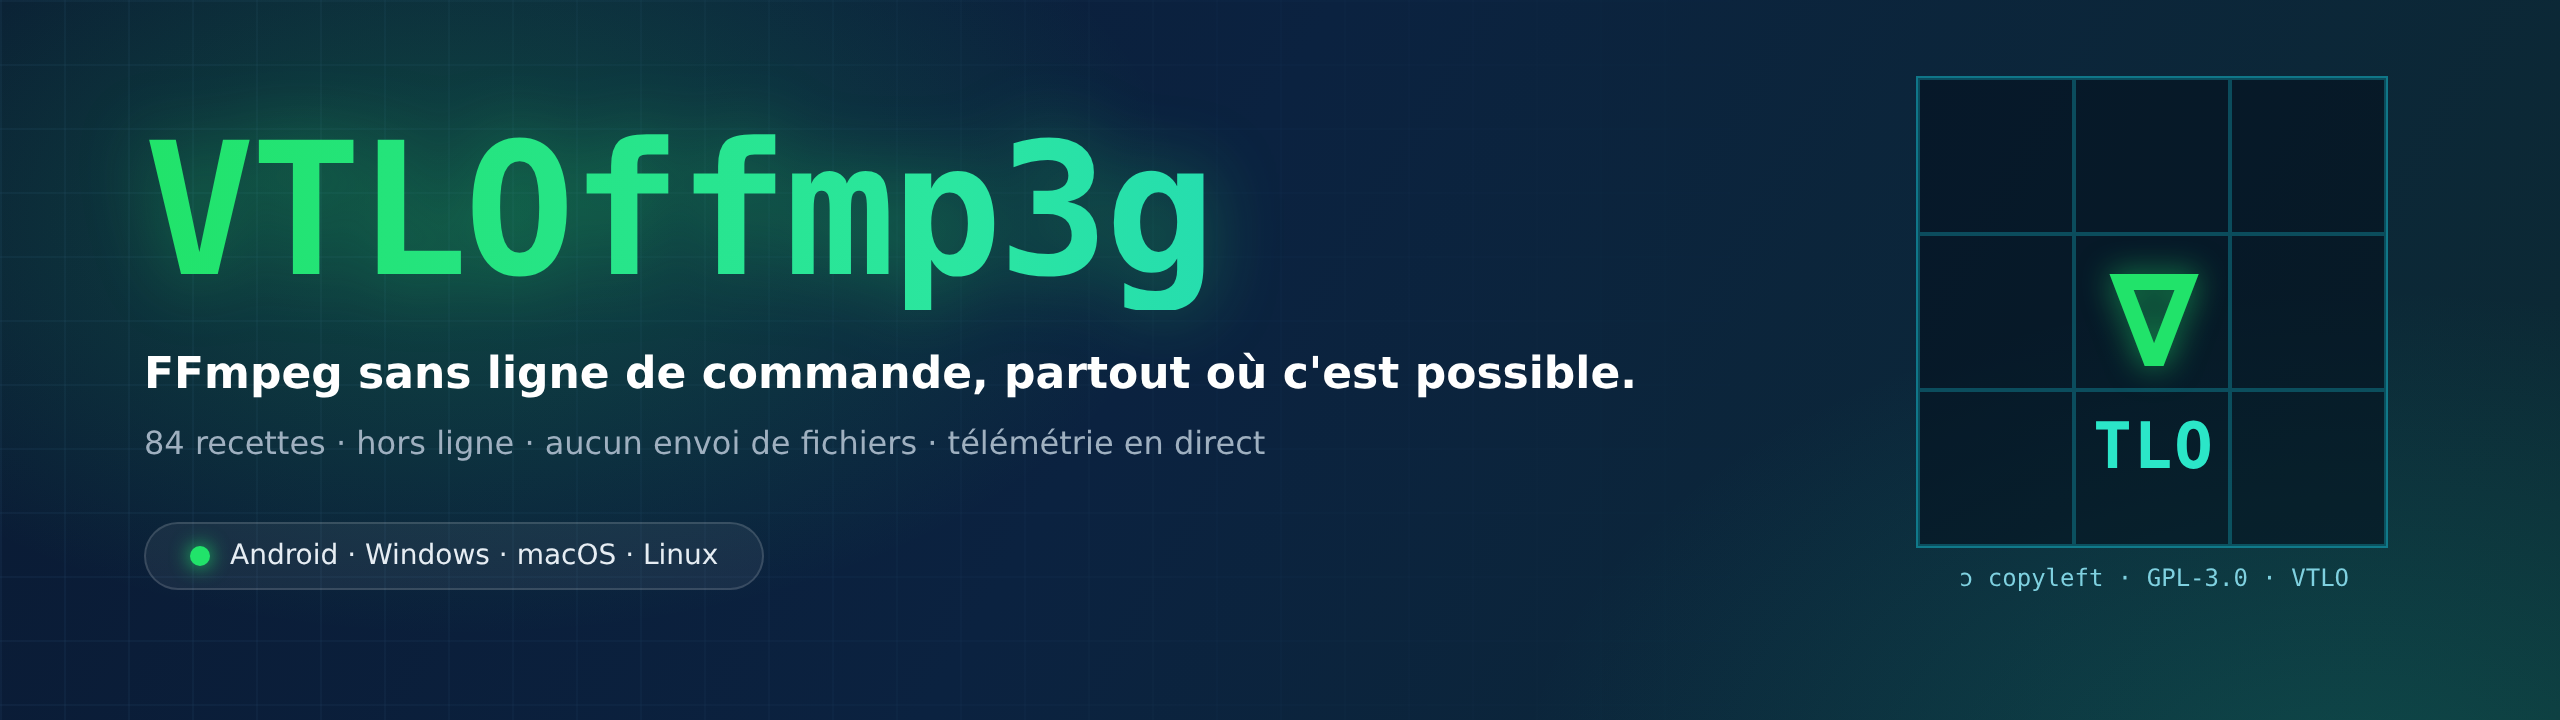 VTLOffmp3g
FFmpeg sans ligne de commande, partout où c'est possible.
84 recettes · hors ligne · aucun envoi de fichiers · télémétrie en direct
Android · Windows · macOS · Linux
∇
TLO
ɔ copyleft · GPL-3.0 · VTLO